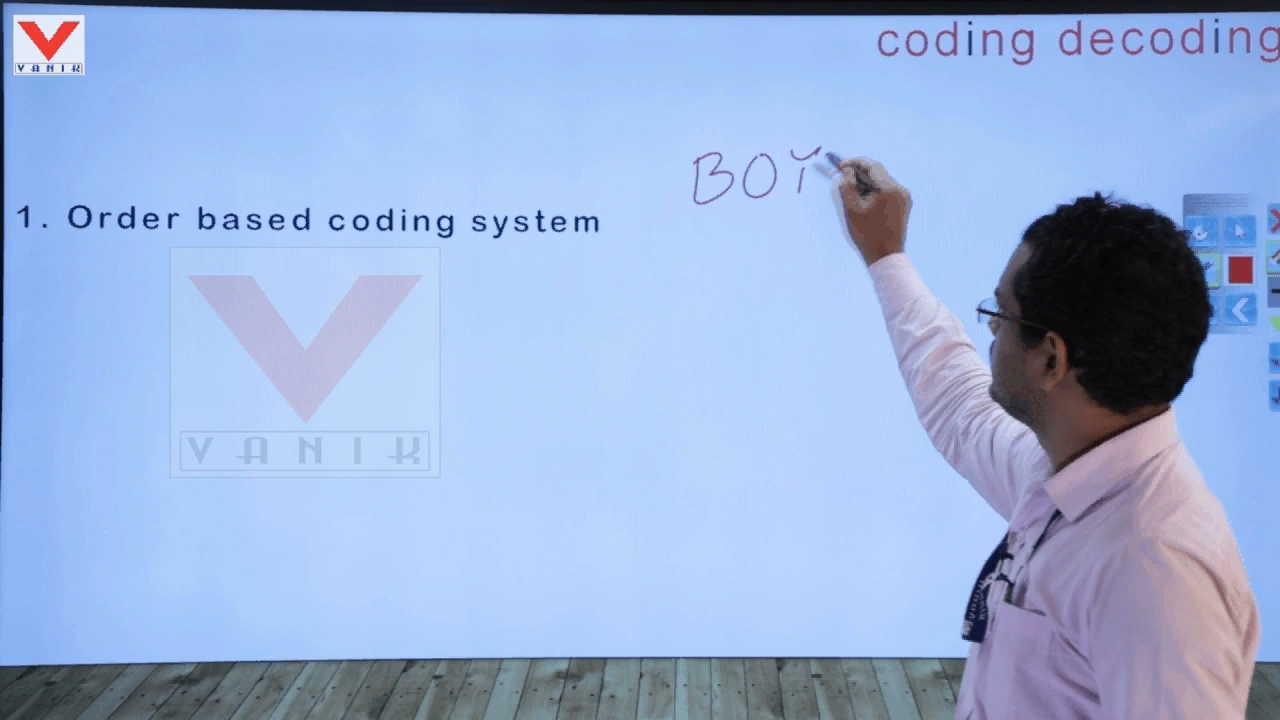 VANIK
coding decoding
BOY
1. Order based coding system
VANIK